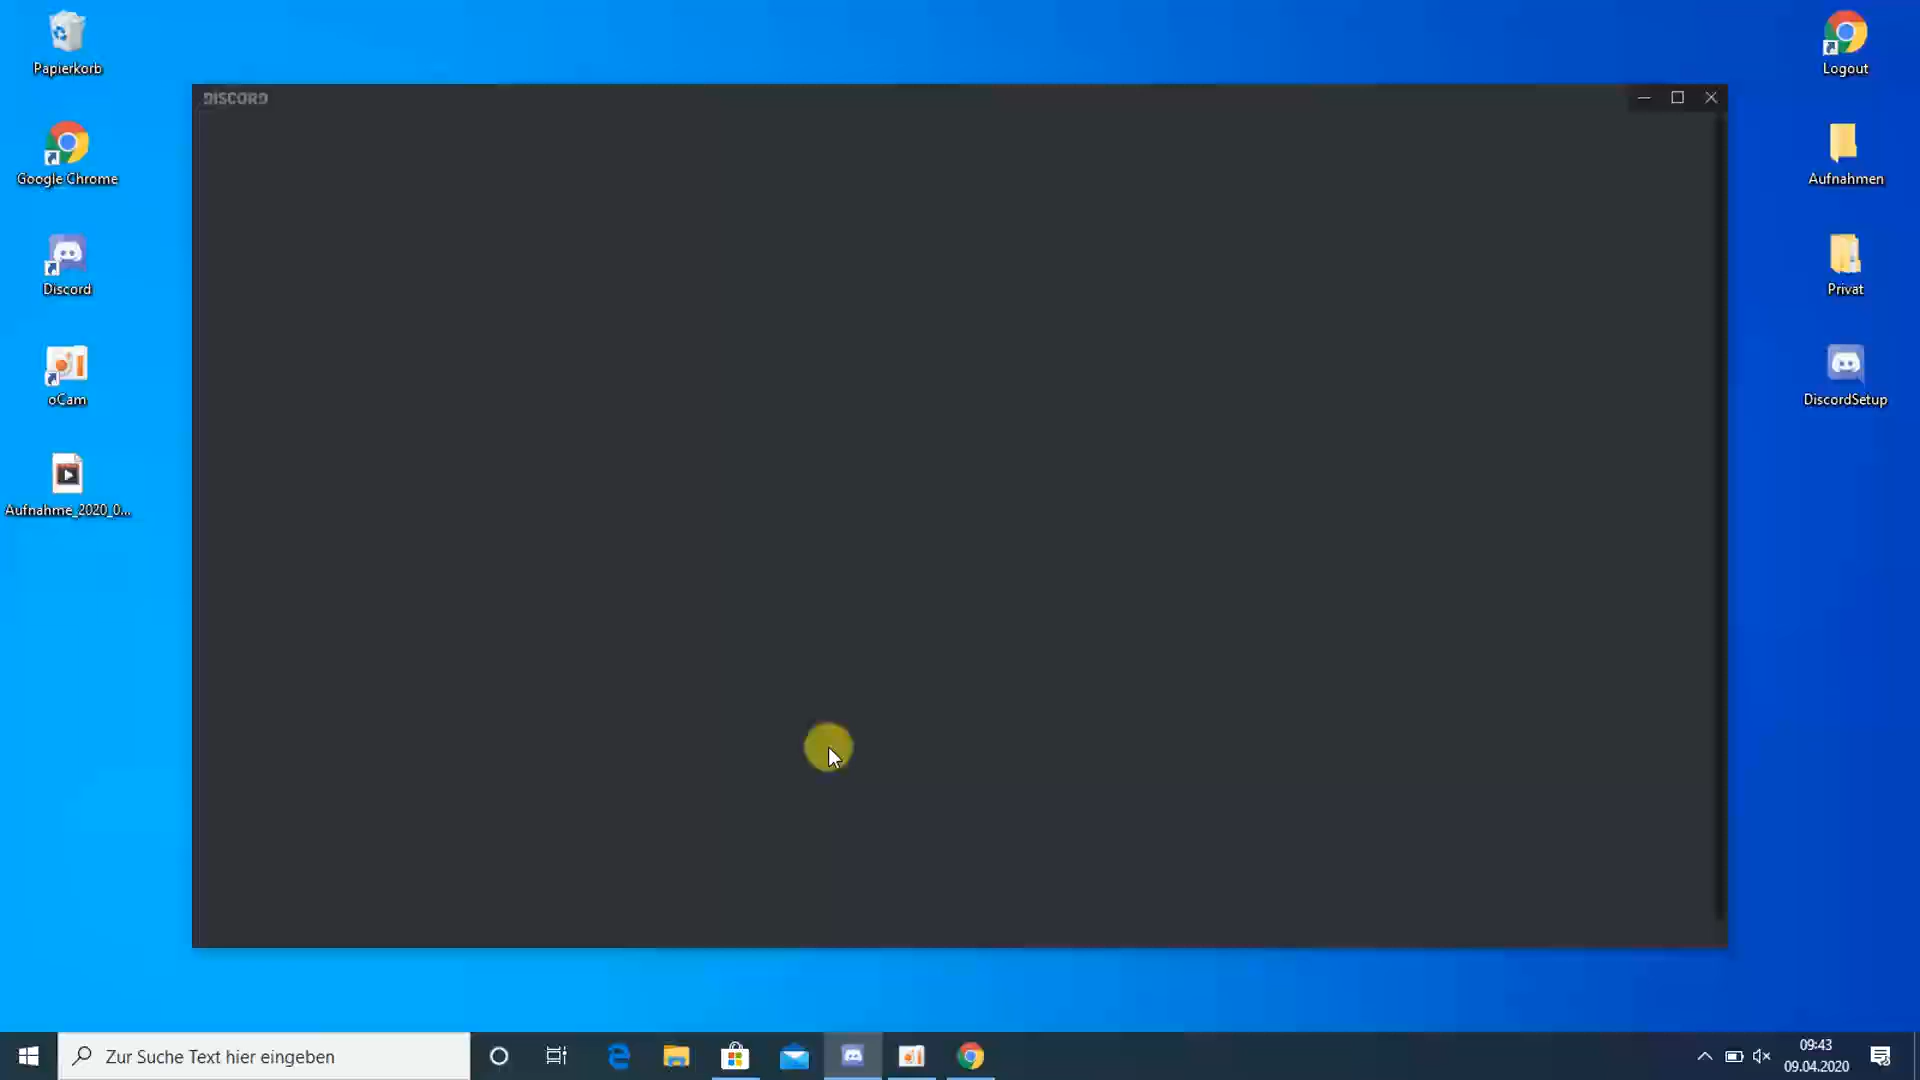 Papierkorb
Google Chrome
Discord
oCam
Aufnahme_2020_0...
DISCORD
Logout
Aufnahmen
Privat
DiscordSetup
Zur Suche Text hier eingeben
09:43
09.04.2020